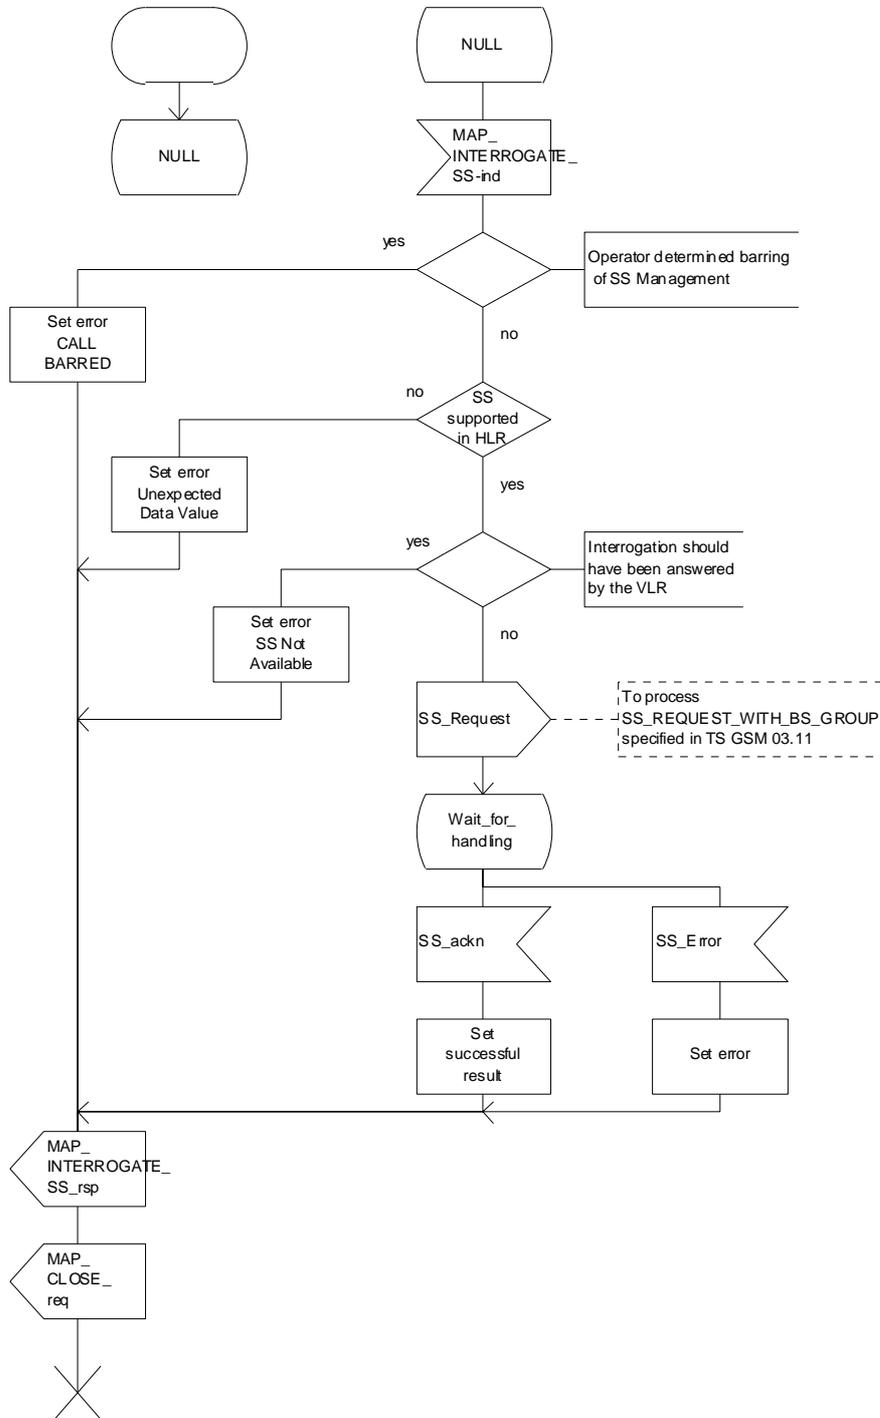 NULL
NULL
MAP_
INTERROGATE_
SS-ind
yes
Operator determined barring
of SS Management
Set error
CALL
BARRED
no
no
SS
supported
in HLR
Set error
Unexpected
Data Value
yes
yes
Interrogation should
have been answered
by the VLR
Set error
SS Not
Available
no
SS_Request
To process
SS_REQUEST_WITH_BS_GROUP
specified in TS GSM 03.11
Wait_for_
handling
SS_ackn
SS_Error
Set
successful
result
Set error
MAP_
INTERROGATE_
SS_rsp
MAP_
CLOSE_
req